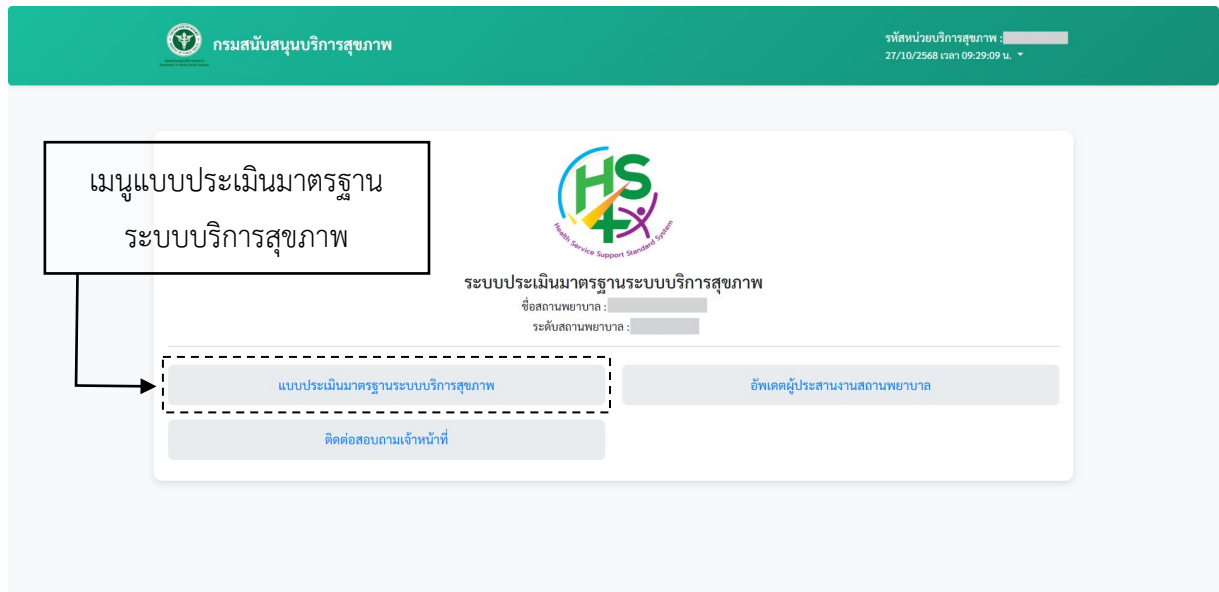 กรมสนับสนุนบริการสุขภาพ
รหัสหน่วยบริการสุขภาพ :
27/10/2568 เวลา 09:29:09 น.
เมนูแบบประเมินมาตรฐาน
ระบบบริการสุขภาพ
HS4
Health Service Support Standard System
ระบบประเมินมาตรฐานระบบบริการสุขภาพ
ชื่อสถานพยาบาล :
ระดับสถานพยาบาล :
แบบประเมินมาตรฐานระบบบริการสุขภาพ
อัพเดตผู้ประสานงานสถานพยาบาล
ติดต่อสอบถามเจ้าหน้าที่